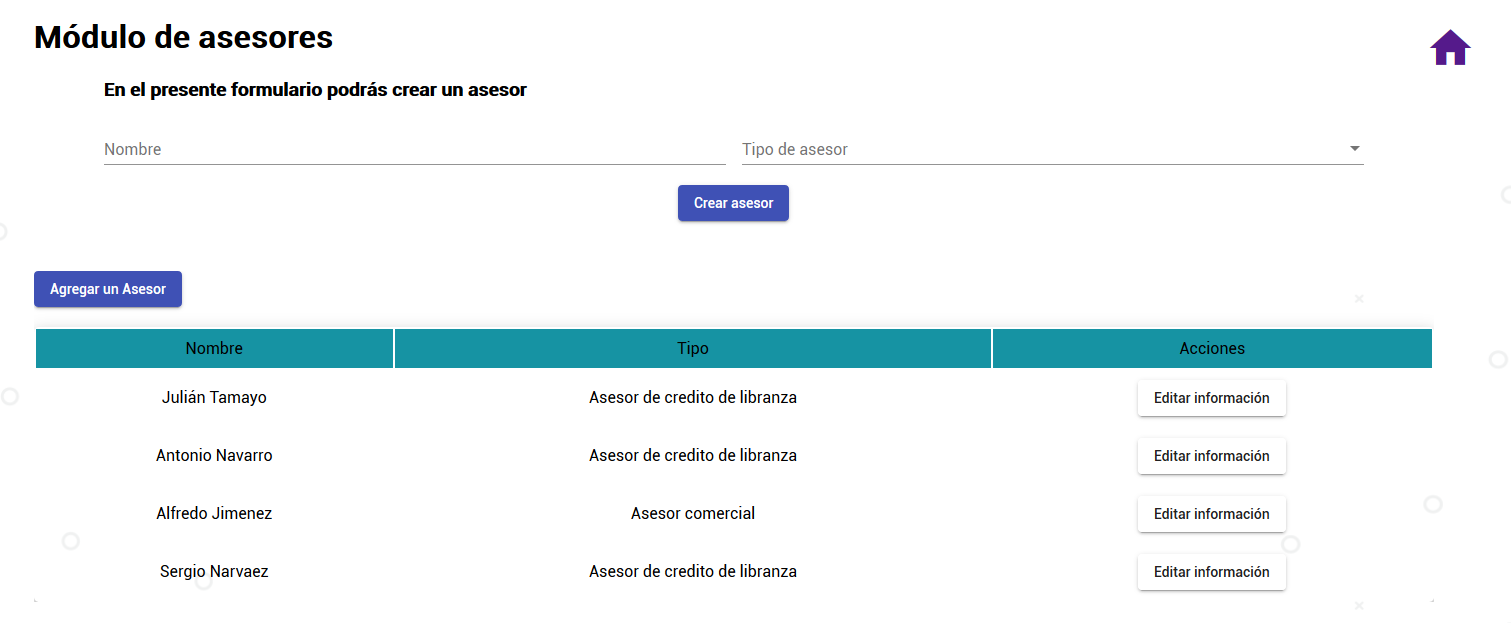 Módulo de asesores
En el presente formulario podrás crear un asesor
Nombre Tipo de asesor
Crear asesor
Agregar un Asesor
Nombre Tipo Acciones
Julián Tamayo Asesor de credito de libranza Editar información
Antonio Navarro Asesor de credito de libranza Editar información
Alfredo Jimenez Asesor comercial Editar información
Sergio Narvaez Asesor de credito de libranza Editar información